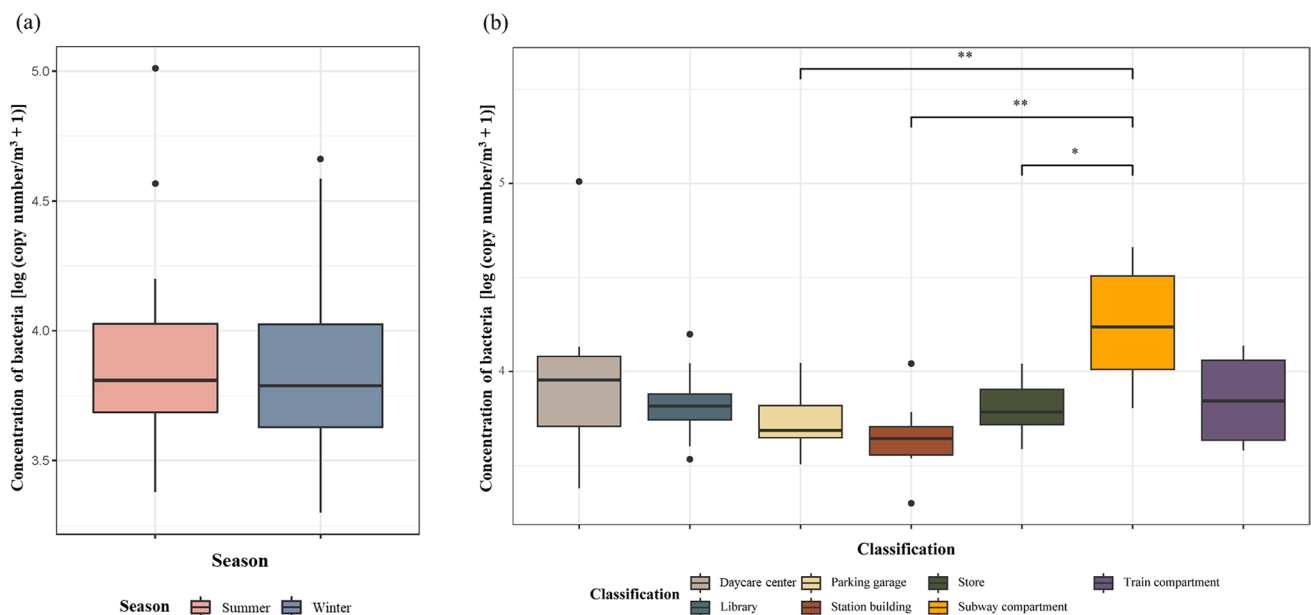 (a)
(b)
Concentration of bacteria [log (copy number/m³ + 1)]
5.0
4.5
4.0
3.5
Season
Season Summer Winter
Concentration of bacteria [log (copy number/m³ + 1)]
**
**
*
5
4
Classification
Classification
Daycare center Parking garage Store Train compartment
Library Station building Subway compartment